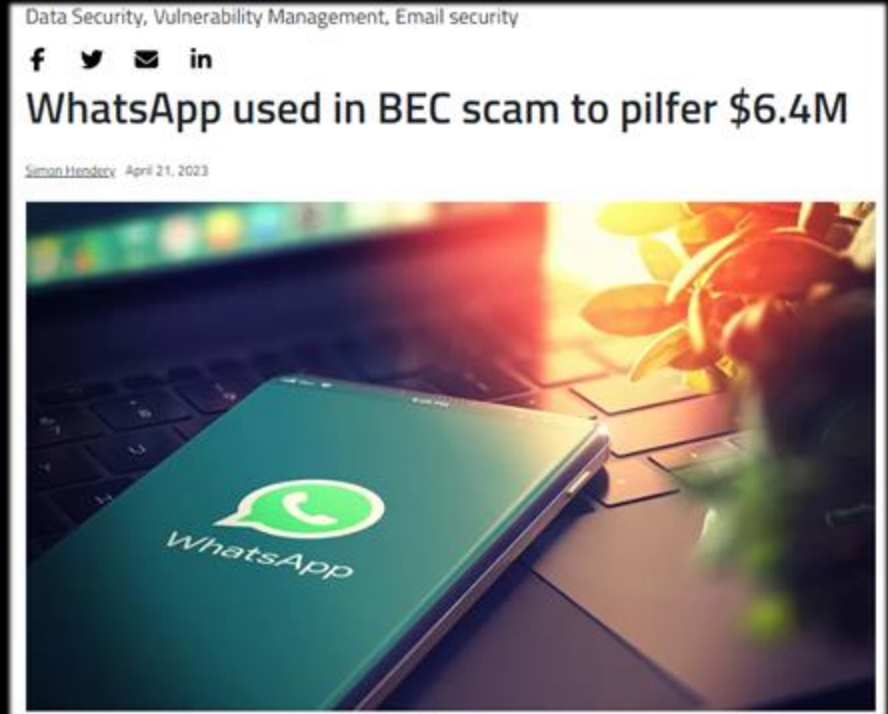 Data Security, Vulnerability Management, Email security
WhatsApp used in BEC scam to pilfer $6.4M
Simon Hendery April 21, 2023
WhatsApp